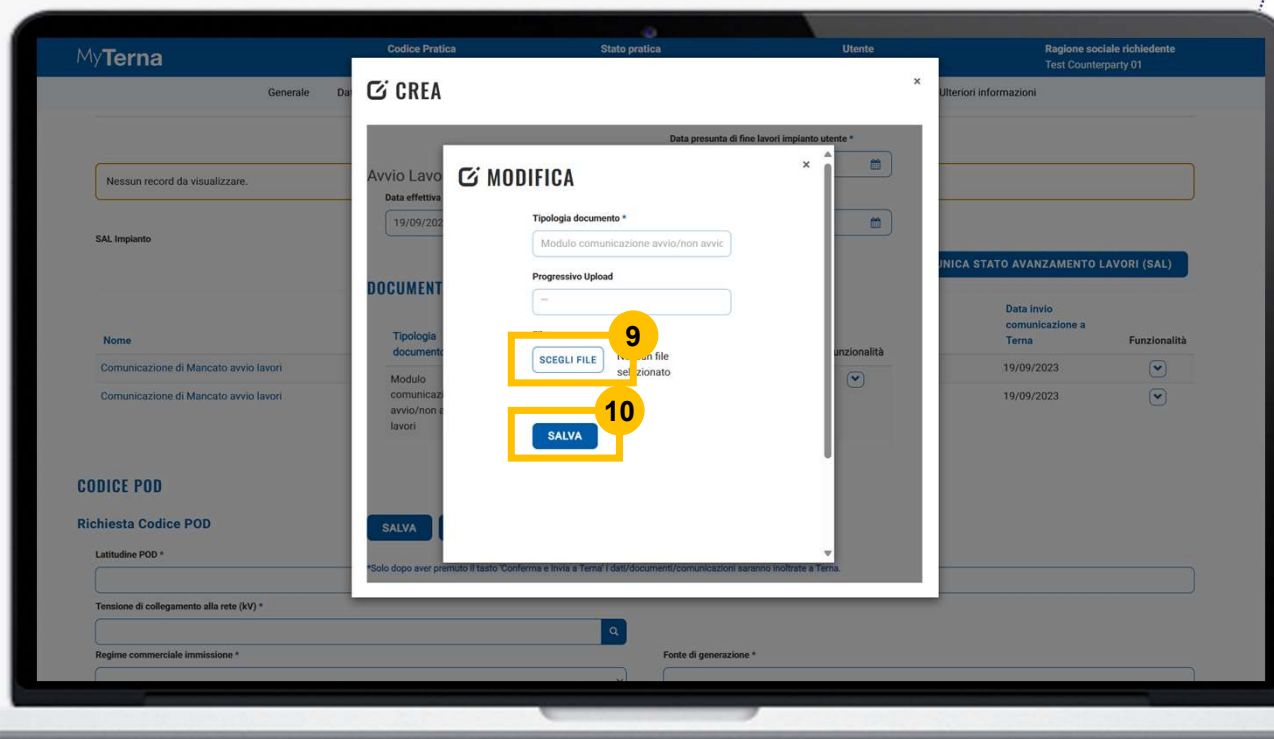 MyTerna
Codice Pratica
Stato pratica
Utente
Ragione sociale richiedente
Test Counterparty 01
Generale
Da
Ulteriori informazioni
CREA
×
Data presunta di fine lavori impianto utente *
Nessun record da visualizzare.
Avvio Lavo
Data effettiva
19/09/202
SAL Impianto
MODIFICA
×
Tipologia documento *
Modulo comunicazione avvio/non avvic
Progressivo Upload
—
9
SCEGLI FILE
file
selezionato
10
SALVA
UNICA STATO AVANZAMENTO LAVORI (SAL)
DOCUMENT
Tipologia
documento
unzionalità
Modulo
comunicazi
avvio/non a
lavori
Nome
Data invio
comunicazione a
Terna
Funzionalità
Comunicazione di Mancato avvio lavori
19/09/2023
Comunicazione di Mancato avvio lavori
19/09/2023
SALVA
*Solo dopo aver premuto il tasto 'Conferma e Invia a Terna' i dati/documenti/comunicazioni saranno inoltrate a Terna.
CODICE POD
Richiesta Codice POD
Latitudine POD *
Tensione di collegamento alla rete (kV) *
Regime commerciale immissione *
Fonte di generazione *